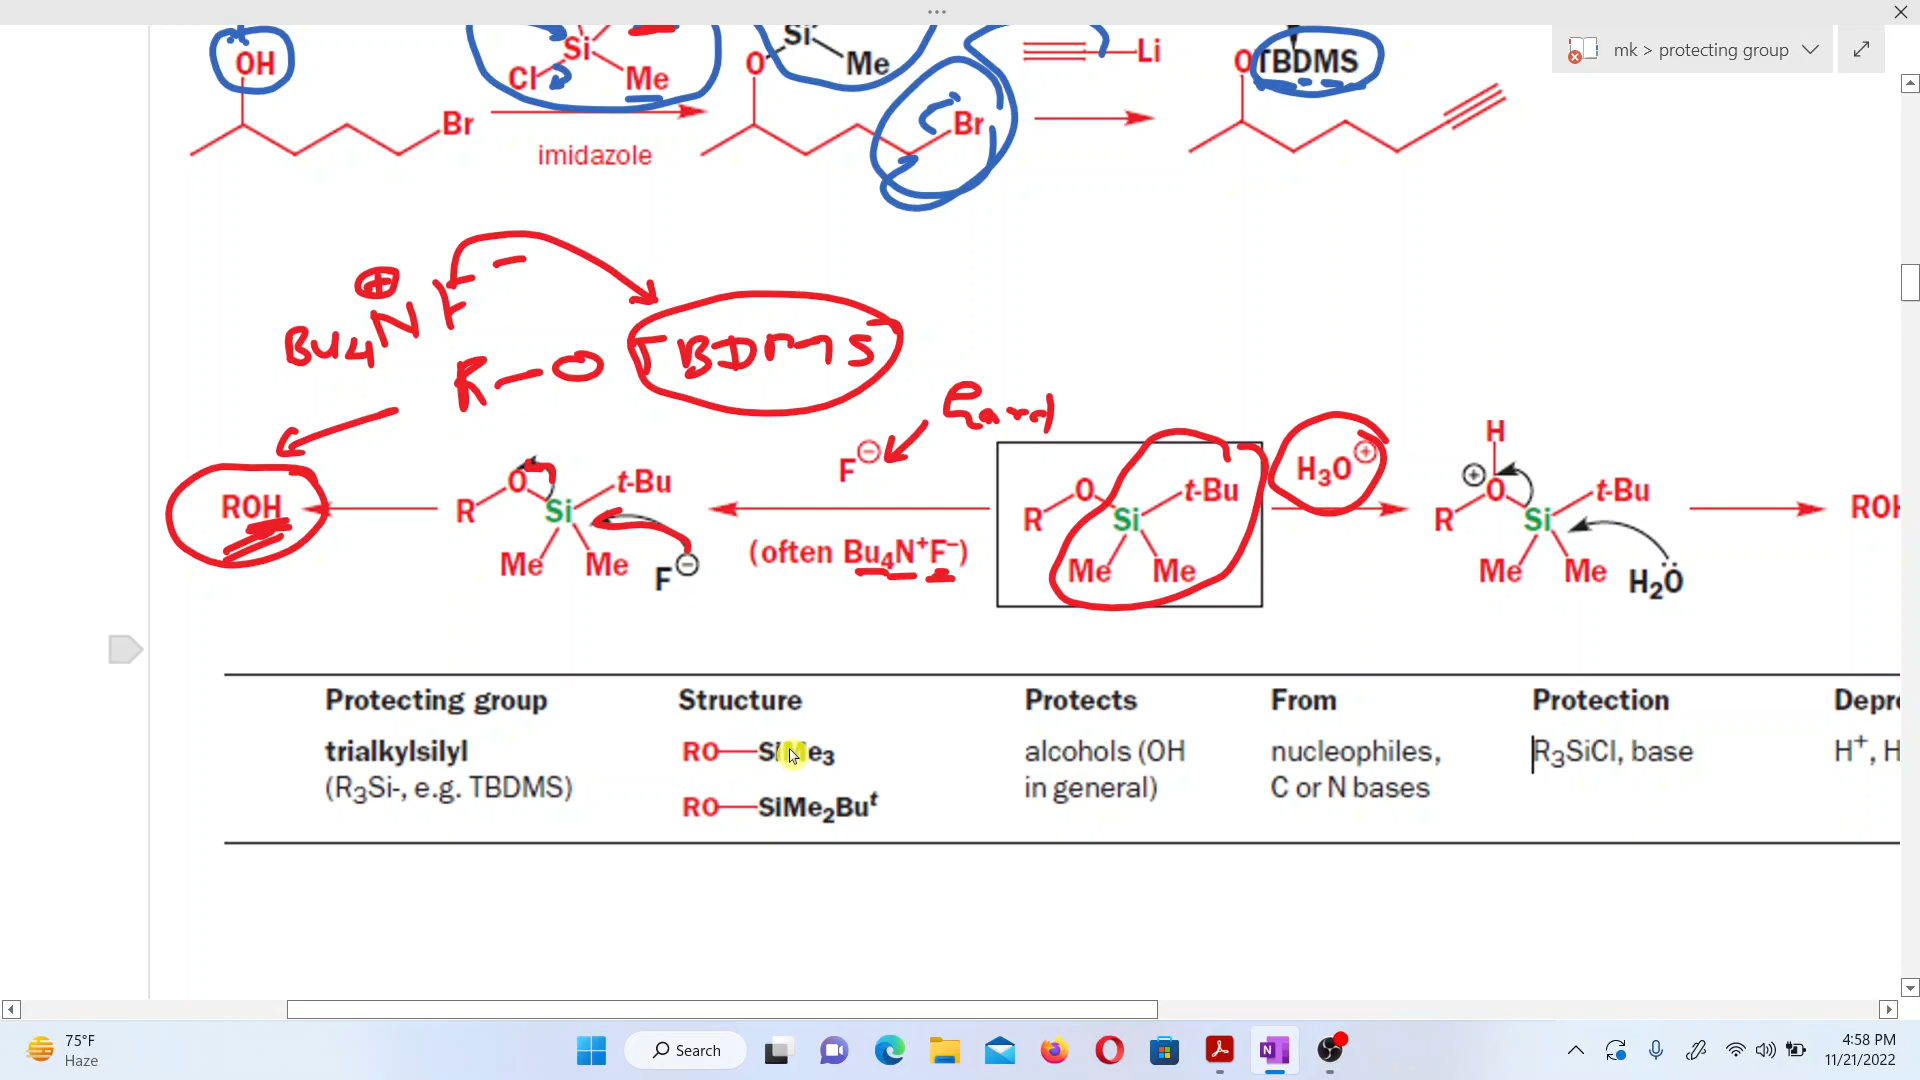 mk > protecting group
Si
Si
OH
Cl
Me
O
Me
Li
OTBDMS
Br
imidazole
Br
Bu4N F
R-O TBDMS
H
F
H3O
ROH
R
O
Si
t-Bu
Me
Me
F
(often Bu4N+F–)
R
O
Si
t-Bu
Me
Me
R
O
Si
t-Bu
Me
Me
H2O
Protecting group Structure Protects From Protection
trialkylsilyl RO—SiMe3 alcohols (OH nucleophiles, R3SiCl, base H+,
(R3Si-, e.g. TBDMS) RO—SiMe2But in general) C or N bases
75°F
Haze
Search
4:58 PM
11/21/2022